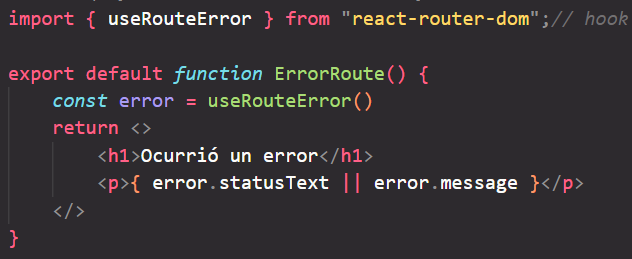 import { useRouteError } from "react-router-dom";// hook
export default function ErrorRoute() {
const error = useRouteError()
return <>
<h1>Ocurrió un error</h1>
<p>{ error.statusText || error.message }</p>
</>
}